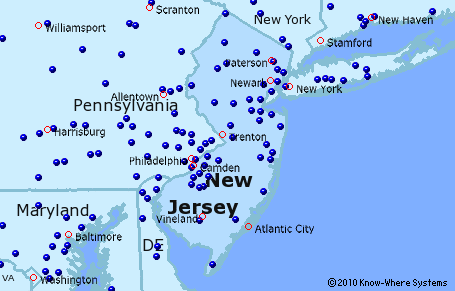 Scranton
New York
New Haven
Williamsport
Stamford
Paterson
Newark
New York
Allentown
Pennsylvania
Harrisburg
Trenton
Philadelphia
Camden
New
Jersey
Maryland
Vineland
Baltimore
Atlantic City
DE
VA
Washington
©2010 Know-Where Systems